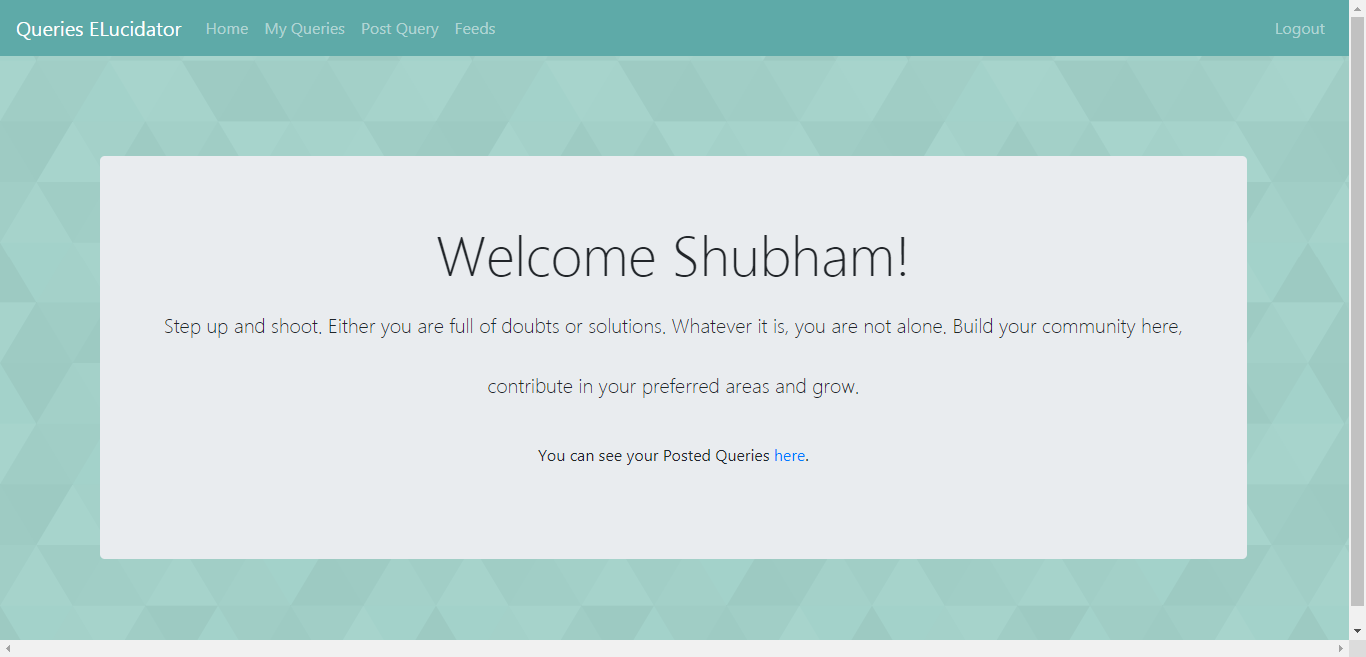 Queries ELucidator Home My Queries Post Query Feeds Logout
Welcome Shubham!
Step up and shoot. Either you are full of doubts or solutions. Whatever it is, you are not alone. Build your community here,
contribute in your preferred areas and grow.
You can see your Posted Queries here.